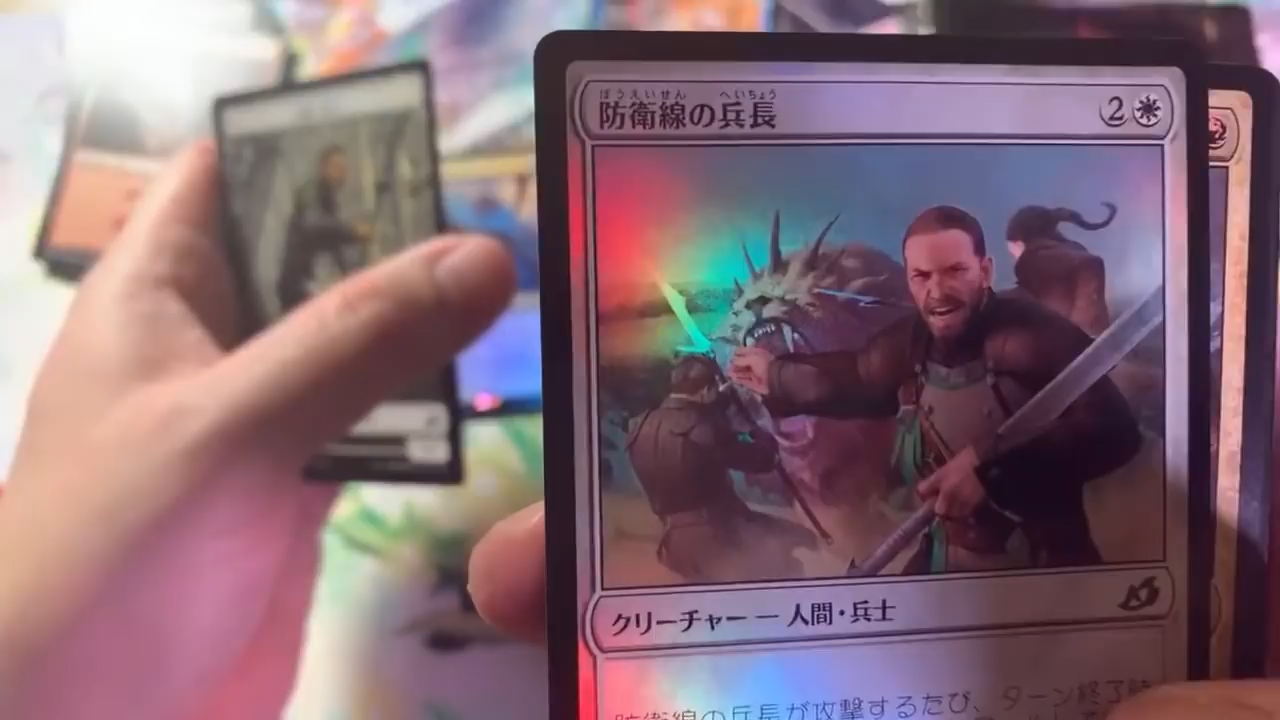 ぼうえいせん へいちょう
防衛線の兵長 2
クリーチャー — 人間・兵士
防衛線の兵長が攻撃するたび、ターン終了時